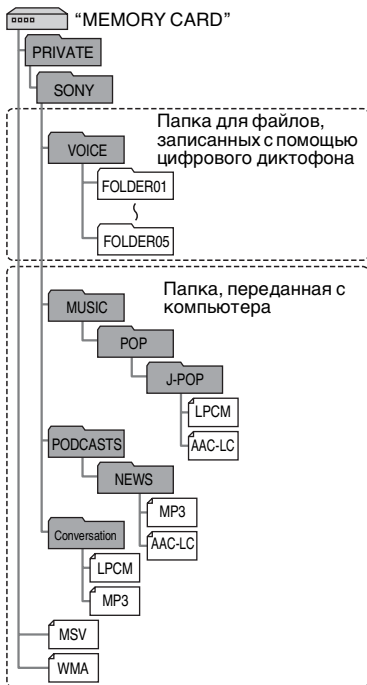 “MEMORY CARD”
PRIVATE
SONY
Папка для файлов,
записанных с помощью
цифрового диктофона
VOICE
FOLDER01
FOLDER05
Папка, переданная с
компьютера
MUSIC
POP
J-POP
LPCM
AAC-LC
PODCASTS
NEWS
MP3
AAC-LC
Conversation
LPCM
MP3
MSV
WMA